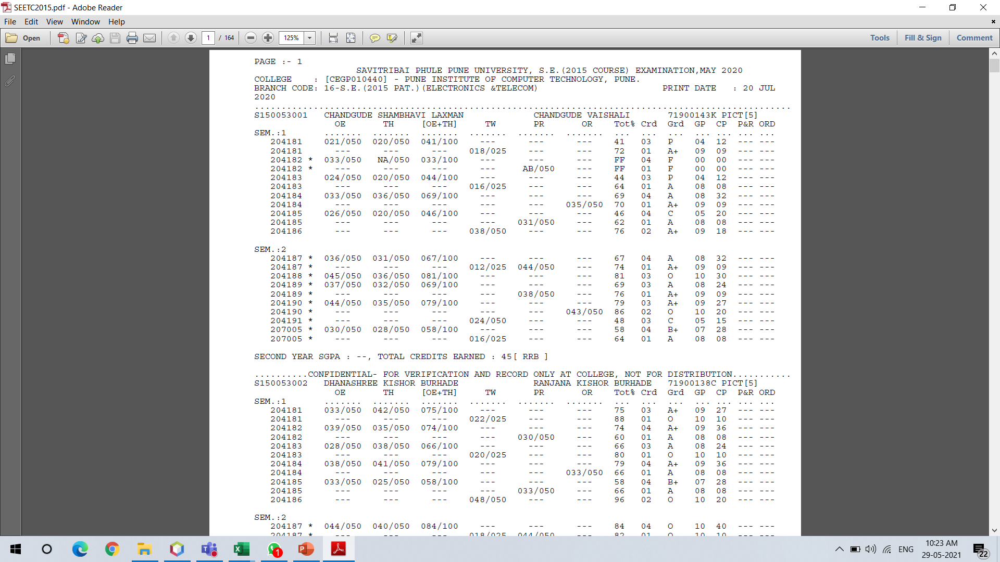 SEETC2015.pdf - Adobe Reader
File Edit View Window Help
Open 1 / 164 125% Tools Fill & Sign Comment
PAGE :- 1
SAVITRIBAI PHULE PUNE UNIVERSITY, S.E.(2015 COURSE) EXAMINATION,MAY 2020
COLLEGE : [CEGP010440] - PUNE INSTITUTE OF COMPUTER TECHNOLOGY, PUNE.
BRANCH CODE: 16-S.E.(2015 PAT.)(ELECTRONICS &TELECOM) PRINT DATE : 20 JUL
2020
....................................................................................................
S150053001 CHANDGUDE SHAMBHAVI LAXMAN CHANDGUDE VAISHALI 71900143K PICT[5]
OE TH [OE+TH] TW PR OR Tot% Crd Grd GP CP P&R ORD
SEM.:1 ....... ....... ....... ....... ....... ....... ... ... ... ... ... ... ...
204181 021/050 020/050 041/100 --- --- --- 41 03 P 04 12 --- ---
204181 --- --- --- 018/025 --- --- 72 01 A+ 09 09 --- ---
204182 * 033/050 NA/050 033/100 --- --- --- FF 04 F 00 00 --- ---
204182 * --- --- --- --- AB/050 --- FF 01 F 00 00 --- ---
204183 024/050 020/050 044/100 --- --- --- 44 03 P 04 12 --- ---
204183 --- --- --- 016/025 --- --- 64 01 A 08 08 --- ---
204184 033/050 036/050 069/100 --- --- --- 69 04 A 08 32 --- ---
204184 --- --- --- --- --- 035/050 70 01 A+ 09 09 --- ---
204185 026/050 020/050 046/100 --- --- --- 46 04 C 05 20 --- ---
204185 --- --- --- --- 031/050 --- 62 01 A 08 08 --- ---
204186 --- --- --- 038/050 --- --- 76 02 A+ 09 18 --- ---
SEM.:2
204187 * 036/050 031/050 067/100 --- --- --- 67 04 A 08 32 --- ---
204187 * --- --- --- 012/025 044/050 --- 74 01 A+ 09 09 --- ---
204188 * 045/050 036/050 081/100 --- --- --- 81 03 O 10 30 --- ---
204189 * 037/050 032/050 069/100 --- --- --- 69 03 A 08 24 --- ---
204189 * --- --- --- --- 038/050 --- 76 01 A+ 09 09 --- ---
204190 * 044/050 035/050 079/100 --- --- --- 79 03 A+ 09 27 --- ---
204190 * --- --- --- --- --- 043/050 86 02 O 10 20 --- ---
204191 * --- --- --- 024/050 --- --- 48 03 C 05 15 --- ---
207005 * 030/050 028/050 058/100 --- --- --- 58 04 B+ 07 28 --- ---
207005 * --- --- --- 016/025 --- --- 64 01 A 08 08 --- ---
SECOND YEAR SGPA : --, TOTAL CREDITS EARNED : 45[ RRB ]
..........CONFIDENTIAL- FOR VERIFICATION AND RECORD ONLY AT COLLEGE, NOT FOR DISTRIBUTION...........
S150053002 DHANASHREE KISHOR BURHADE RANJANA KISHOR BURHADE 71900138C PICT[5]
OE TH [OE+TH] TW PR OR Tot% Crd Grd GP CP P&R ORD
SEM.:1 ....... ....... ....... ....... ....... ....... ... ... ... ... ... ... ...
204181 033/050 042/050 075/100 --- --- --- 75 03 A+ 09 27 --- ---
204181 --- --- --- 022/025 --- --- 88 01 O 10 10 --- ---
204182 039/050 035/050 074/100 --- --- --- 74 04 A+ 09 36 --- ---
204182 --- --- --- --- 030/050 --- 60 01 A 08 08 --- ---
204183 028/050 038/050 066/100 --- --- --- 66 03 A 08 24 --- ---
204183 --- --- --- 020/025 --- --- 80 01 O 10 10 --- ---
204184 038/050 041/050 079/100 --- --- --- 79 04 A+ 09 36 --- ---
204184 --- --- --- --- --- 033/050 66 01 A 08 08 --- ---
204185 033/050 025/050 058/100 --- --- --- 58 04 B+ 07 28 --- ---
204185 --- --- --- --- 033/050 --- 66 01 A 08 08 --- ---
204186 --- --- --- 048/050 --- --- 96 02 O 10 20 --- ---
SEM.:2
204187 * 044/050 040/050 084/100 --- --- --- 84 04 O 10 40 --- ---
204187 * --- --- --- 018/025 044/050 --- 82 01 O 10 10 --- ---
1 ENG 10:23 AM
29-05-2021 22